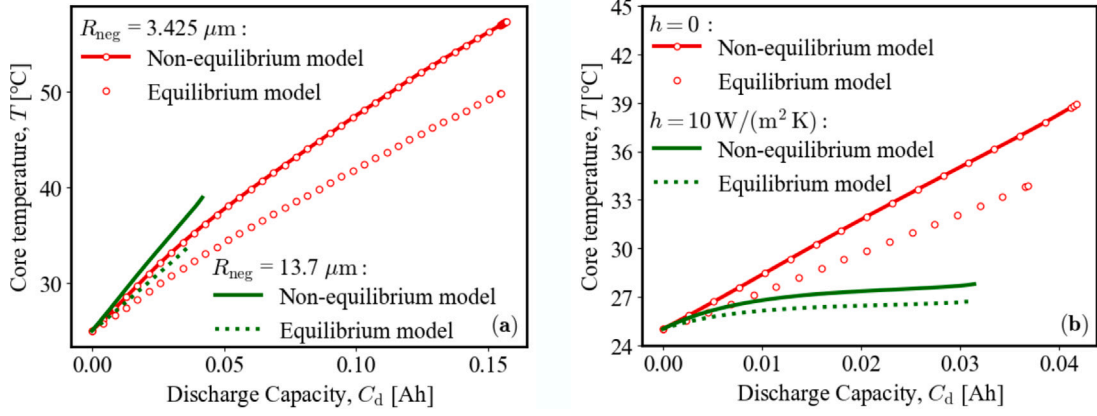 R_neg = 3.425 μm:
Non-equilibrium model
Equilibrium model
R_neg = 13.7 μm:
Non-equilibrium model
Equilibrium model
(a)
50
40
30
0.00 0.05 0.10 0.15
Core temperature, T [°C]
Discharge Capacity, C_d [Ah]
h = 0
Non-equilibrium model
Equilibrium model
h = 10 W/(m² K):
Non-equilibrium model
Equilibrium model
(b)
45
42
39
36
33
30
27
24
0.00 0.01 0.02 0.03 0.04
Core temperature, T [°C]
Discharge Capacity, C_d [Ah]